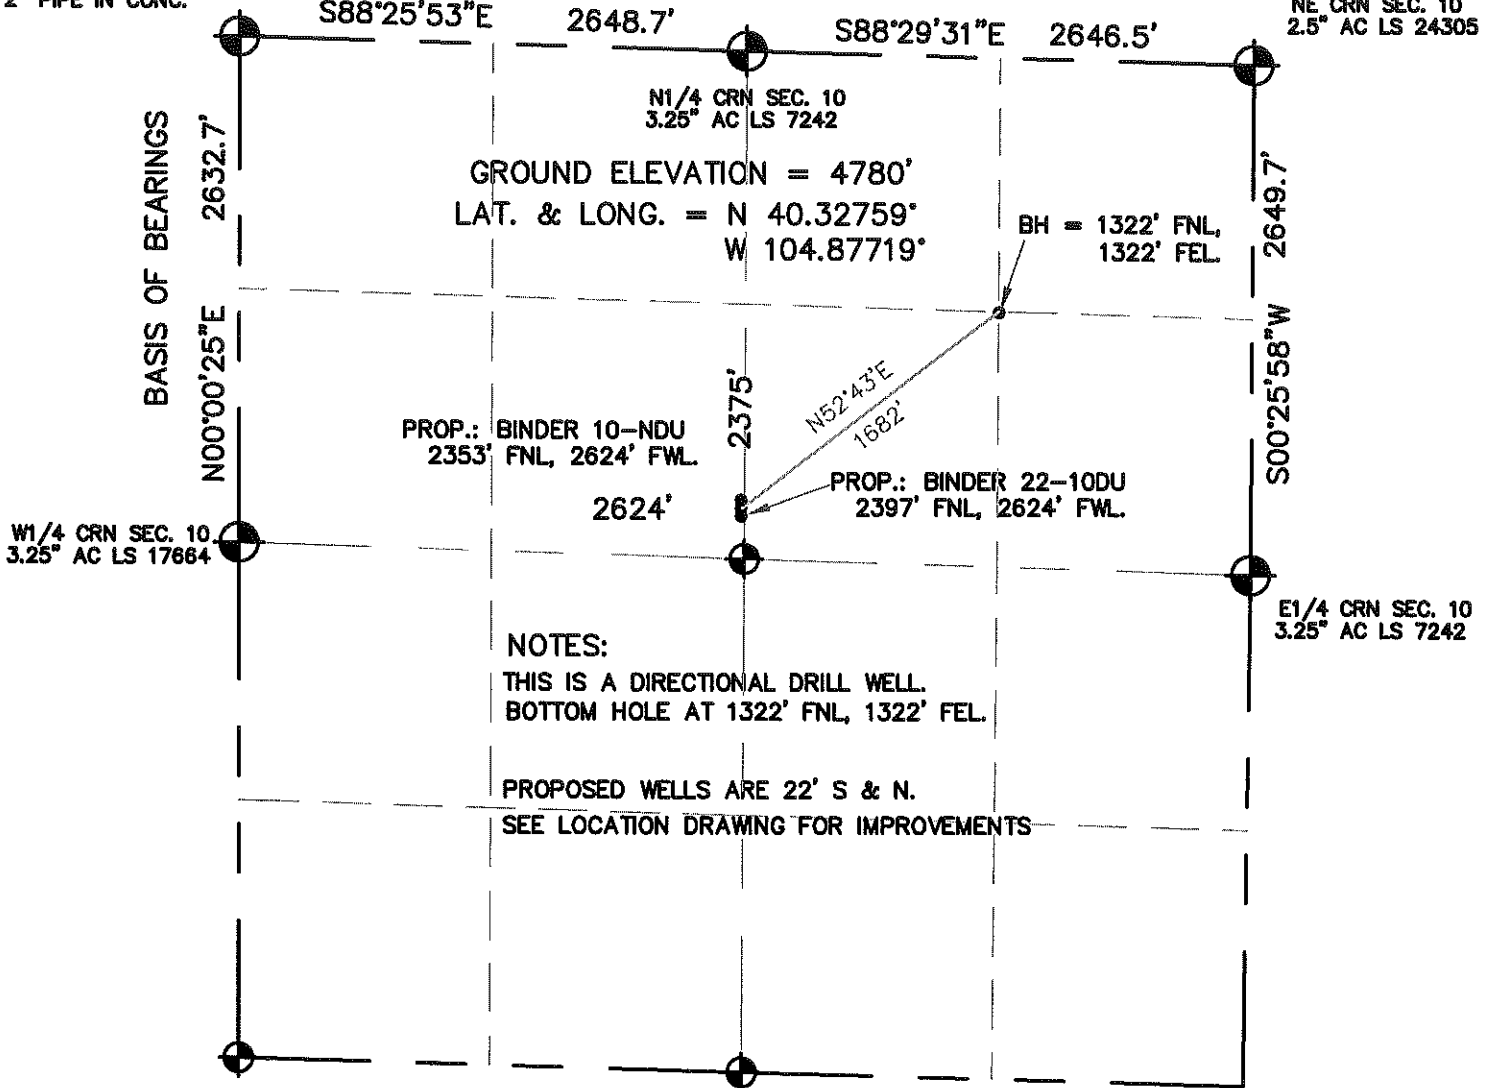 2" PIPE IN CONC.
S88°25'53"E 2648.7' S88°29'31"E 2646.5'
NE CRN SEC. 10
2.5" AC LS 24305
N1/4 CRN SEC. 10
3.25" AC LS 7242
BASIS OF BEARINGS
N00°00'25"E 2632.7'
GROUND ELEVATION = 4780'
LAT. & LONG. = N 40.32759°
W 104.87719°
BH = 1322' FNL,
1322' FEL.
2649.7'
S00°25'58"W
2375'
N52°43'E
1682'
PROP.: BINDER 10-NDU
2353' FNL, 2624' FWL.
PROP.: BINDER 22-10DU
2397' FNL, 2624' FWL.
2624'
W1/4 CRN SEC. 10
3.25" AC LS 17664
E1/4 CRN SEC. 10
3.25" AC LS 7242
NOTES:
THIS IS A DIRECTIONAL DRILL WELL.
BOTTOM HOLE AT 1322' FNL, 1322' FEL.
PROPOSED WELLS ARE 22' S & N.
SEE LOCATION DRAWING FOR IMPROVEMENTS